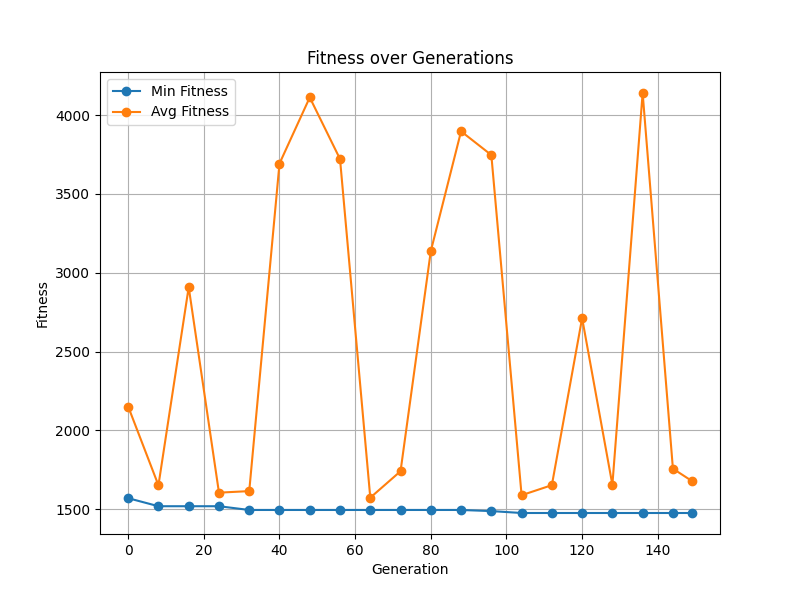 Fitness over Generations
Min Fitness
Avg Fitness
Fitness
4000
3500
3000
2500
2000
1500
0 20 40 60 80 100 120 140
Generation